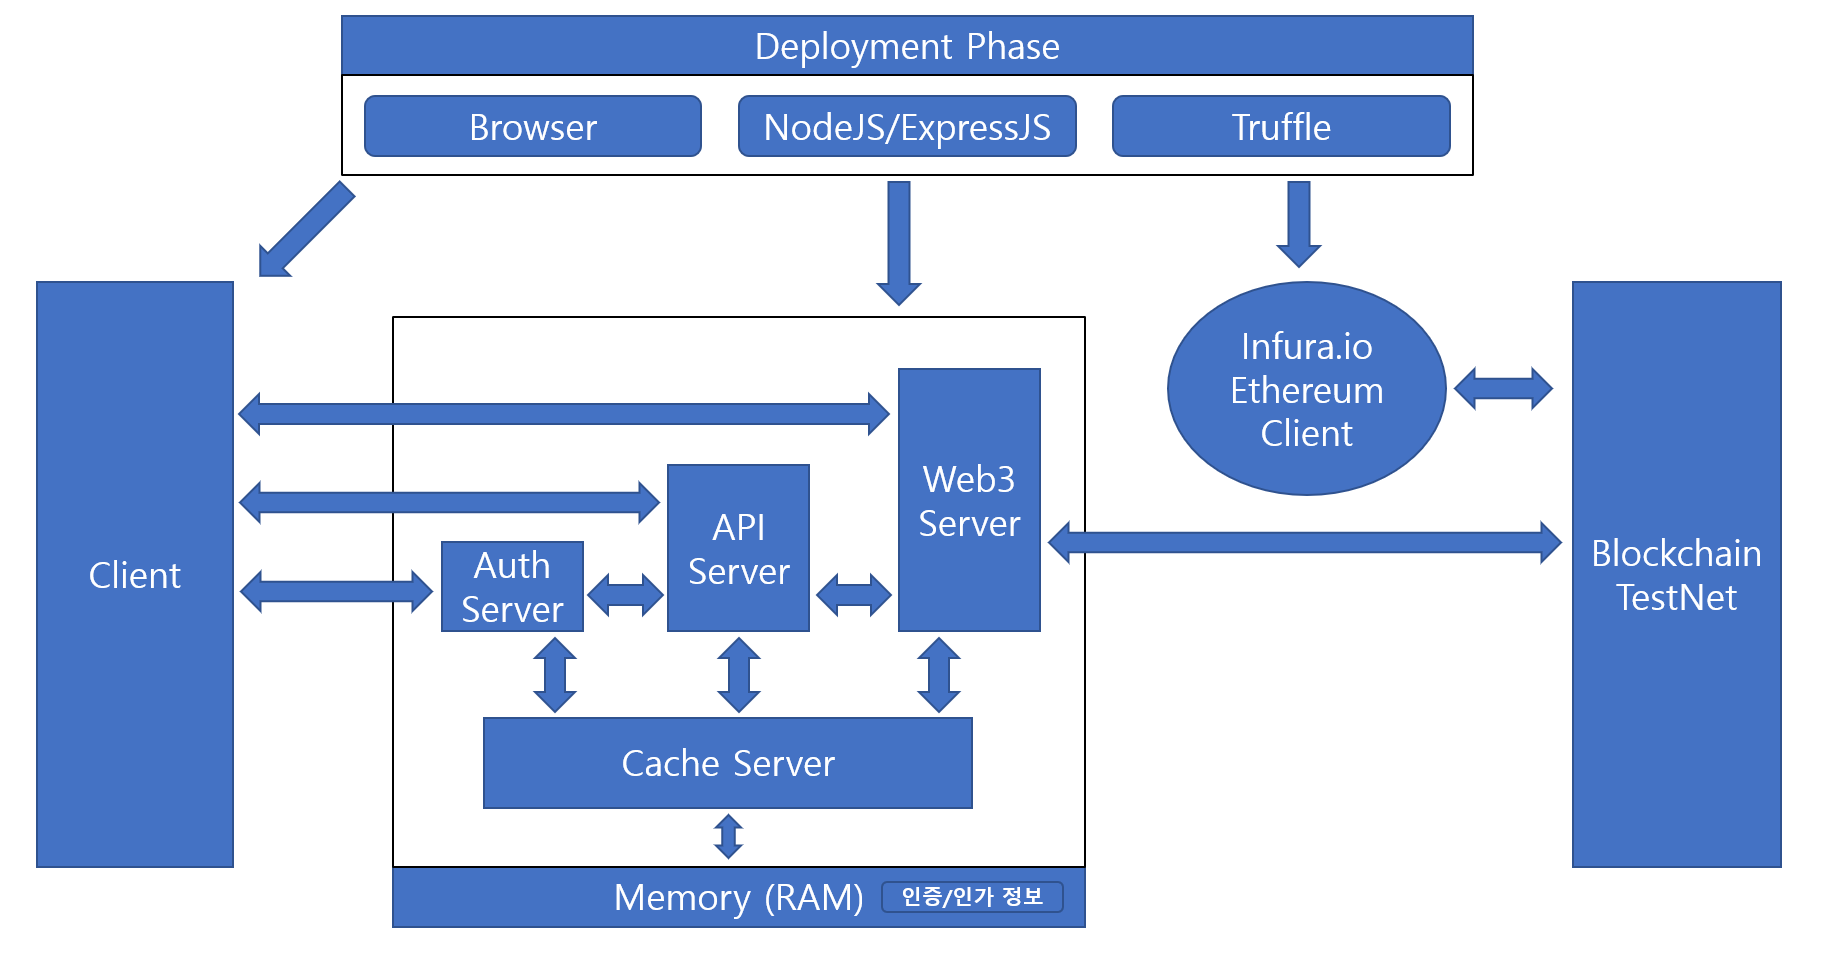 Deployment Phase
Browser
NodeJS/ExpressJS
Truffle
Infura.io
Ethereum
Client
Web3
Server
API
Server
Auth
Server
Client
Blockchain
TestNet
Cache Server
Memory (RAM)
인증/인가 정보